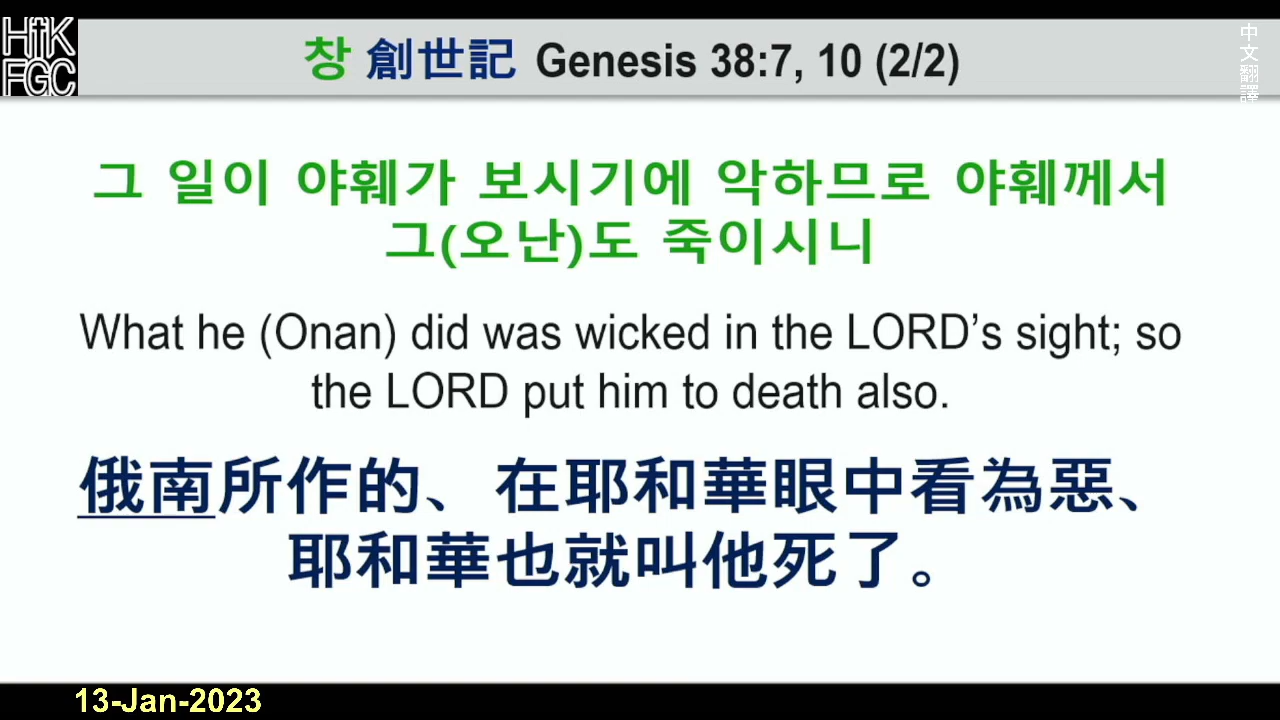 HKFGC
창 創世記 Genesis 38:7, 10 (2/2)
中文翻譯
그 일이 야훼가 보시기에 악하므로 야훼께서
그(오난)도 죽이시니
What he (Onan) did was wicked in the LORD’s sight; so
the LORD put him to death also.
俄南所作的、在耶和華眼中看為惡、
耶和華也就叫他死了。
13-Jan-2023